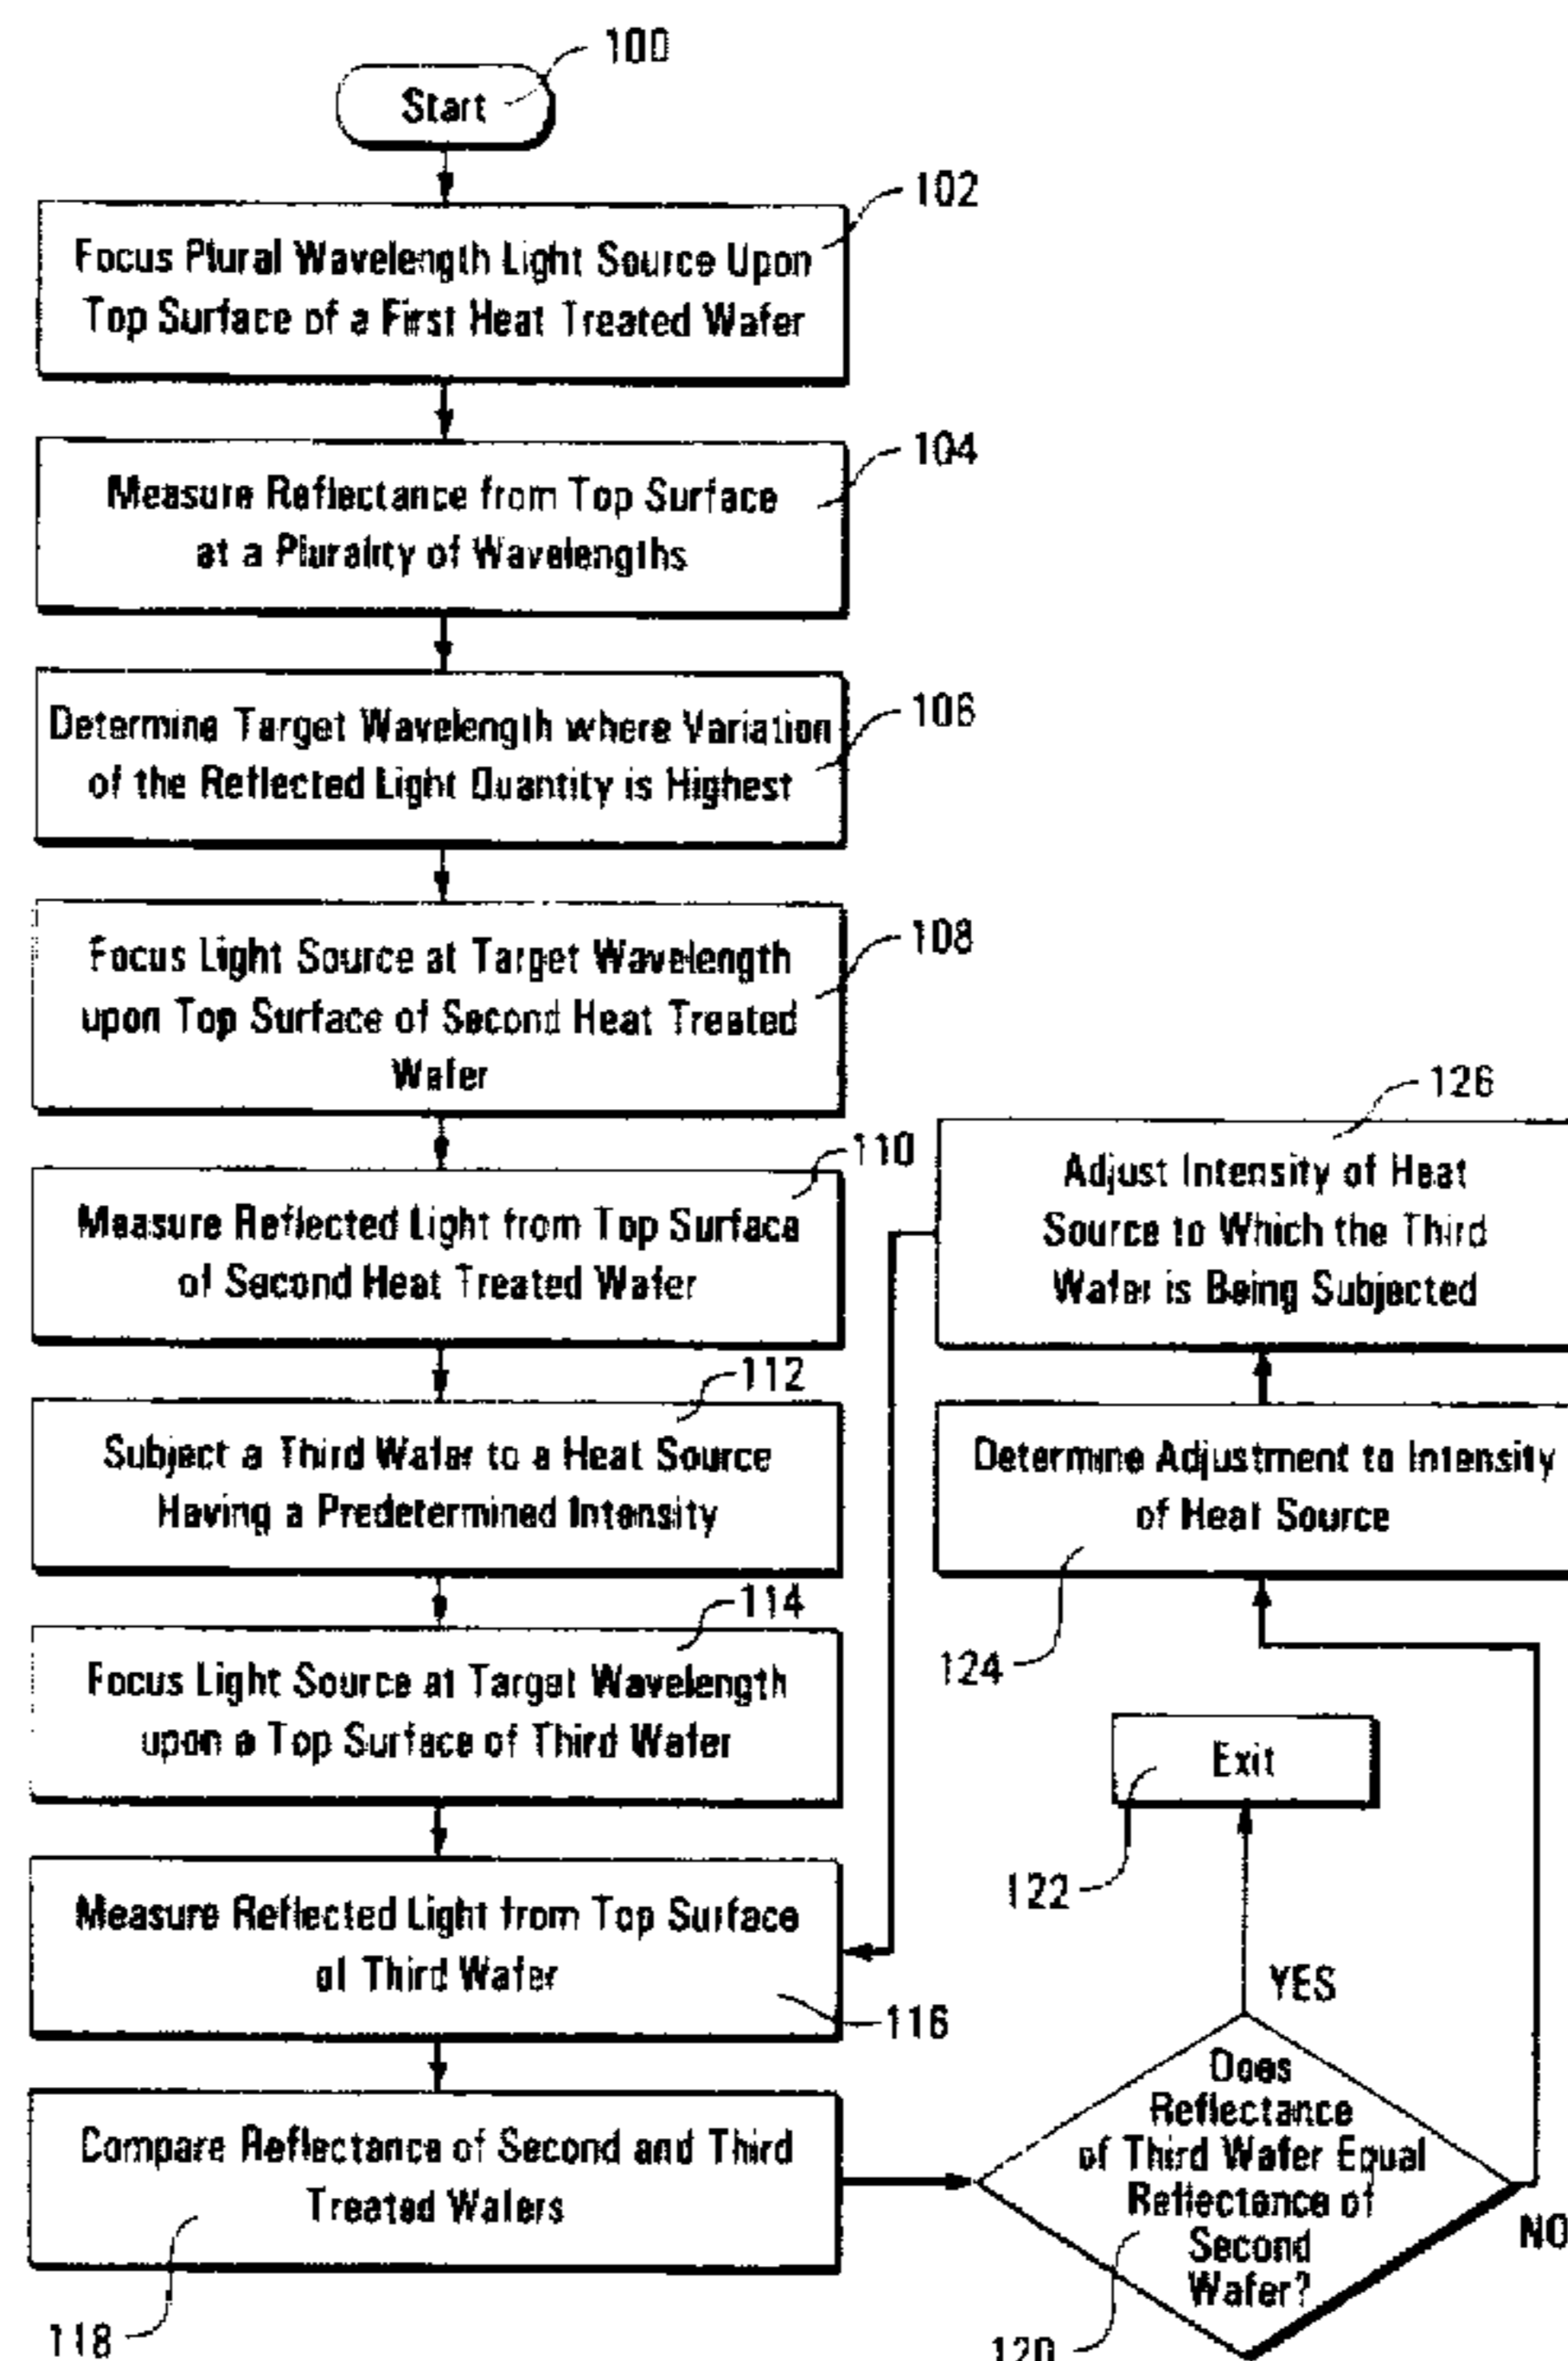 100
Start
102
Focus Plural Wavelength Light Source Upon
Top Surface of a First Heat Treated Wafer
104
Measure Reflectance from Top Surface
at a Plurality of Wavelengths
106
Determine Target Wavelength where Variation
of the Reflected Light Quantity is Highest
108
Focus Light Source at Target Wavelength
upon Top Surface of Second Heat Treated
Wafer
110
Measure Reflected Light from Top Surface
of Second Heat Treated Wafer
112
Subject a Third Wafer to a Heat Source
Having a Predetermined Intensity
114
Focus Light Source at Target Wavelength
upon a Top Surface of Third Wafer
Measure Reflected Light from Top Surface
of Third Wafer
116
Compare Reflectance of Second and Third
Treated Wafers
118
Does
Reflectance
of Third Wafer Equal
Reflectance of
Second
Wafer?
120
YES
NO
Exit
122
Determine Adjustment to Intensity
of Heat Source
124
126
Adjust Intensity of Heat
Source to Which the Third
Wafer is Being Subjected